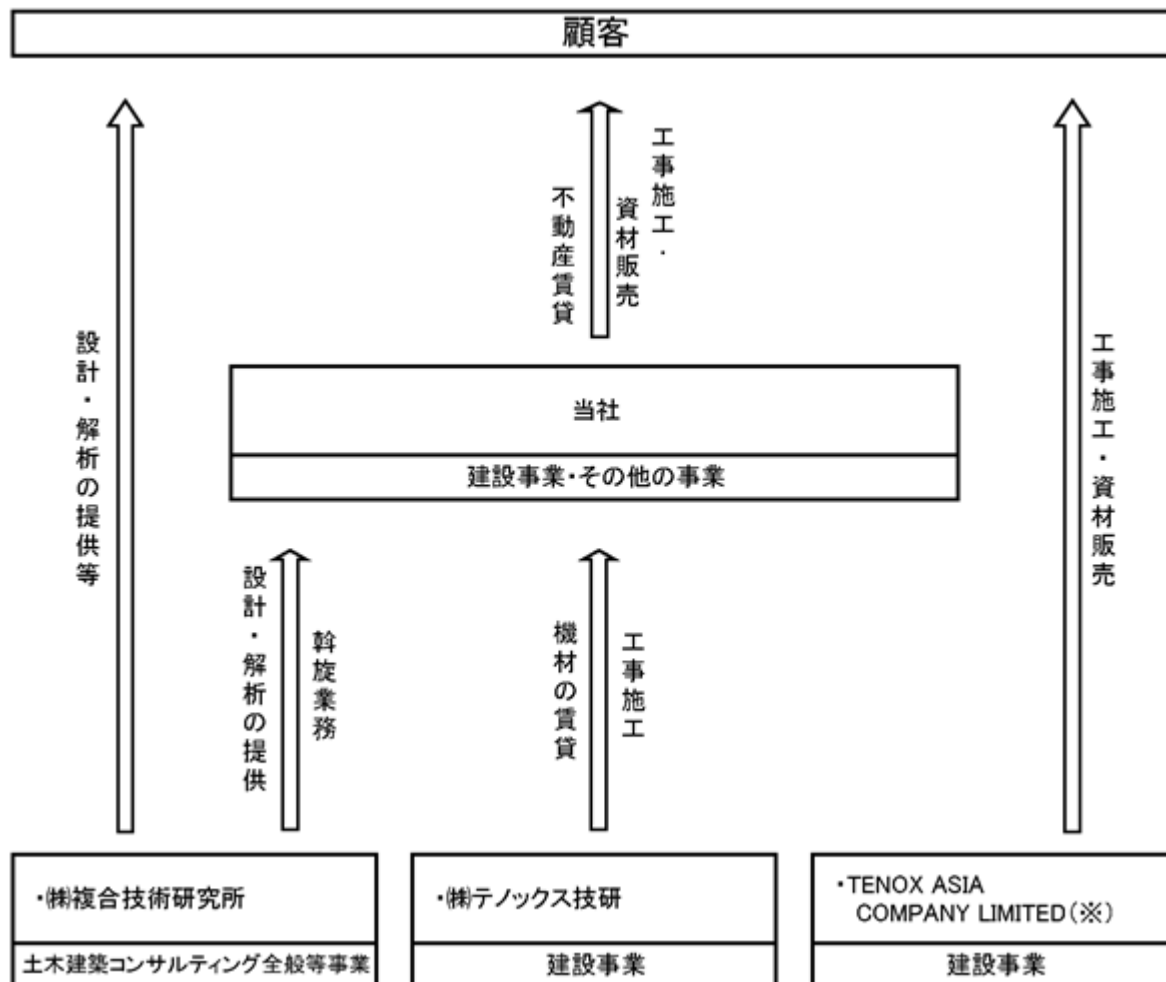 顧客
工事施工・
資材販売
不動産賃貸
設計・解析の提供等
工事施工・資材販売
当社
建設事業・その他の事業
設計・解析の提供
斡旋業務
機材の賃貸
工事施工
・㈱複合技術研究所
土木建築コンサルティング全般等事業
・㈱テノックス技研
建設事業
・TENOX ASIA
COMPANY LIMITED(※)
建設事業